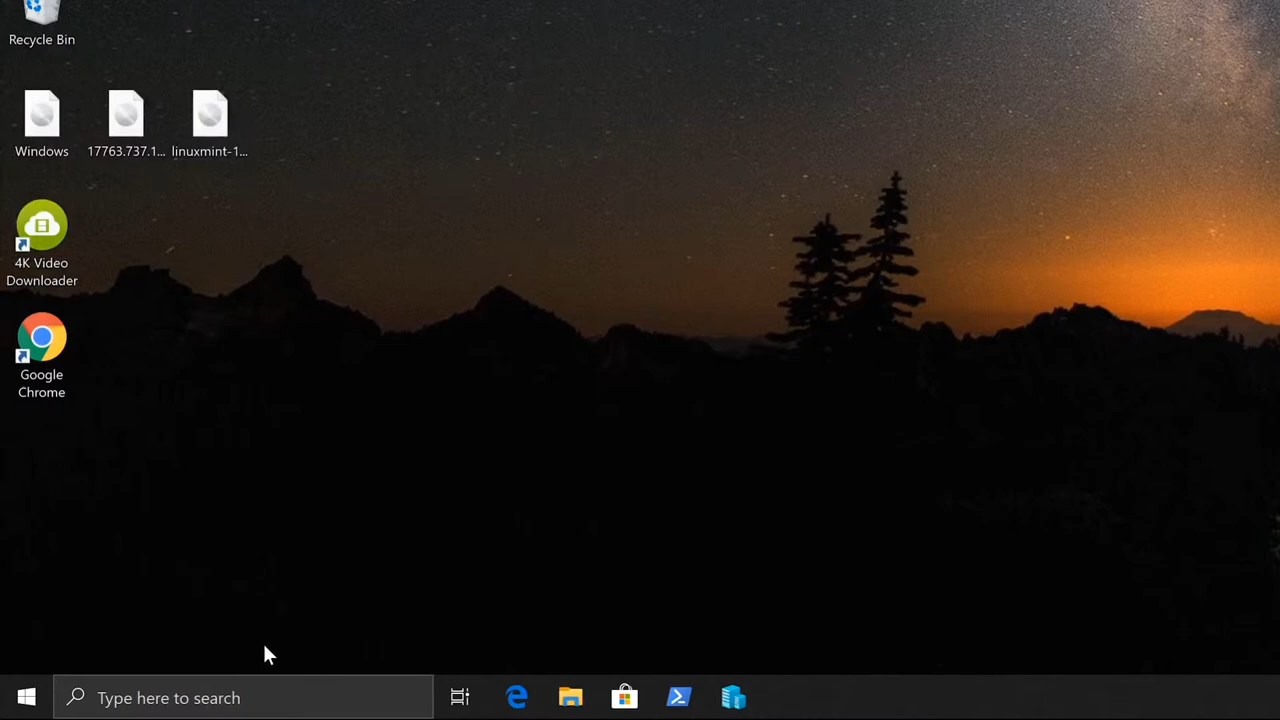 Recycle Bin
Windows
17763.737.1...
linuxmint-1...
4K Video
Downloader
Google
Chrome
Type here to search